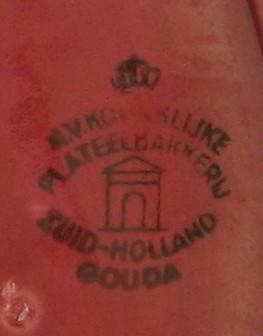 N.V. KONINKLIJKE
PLATEELBAKKERIJ
ZUID-HOLLAND
GOUDA